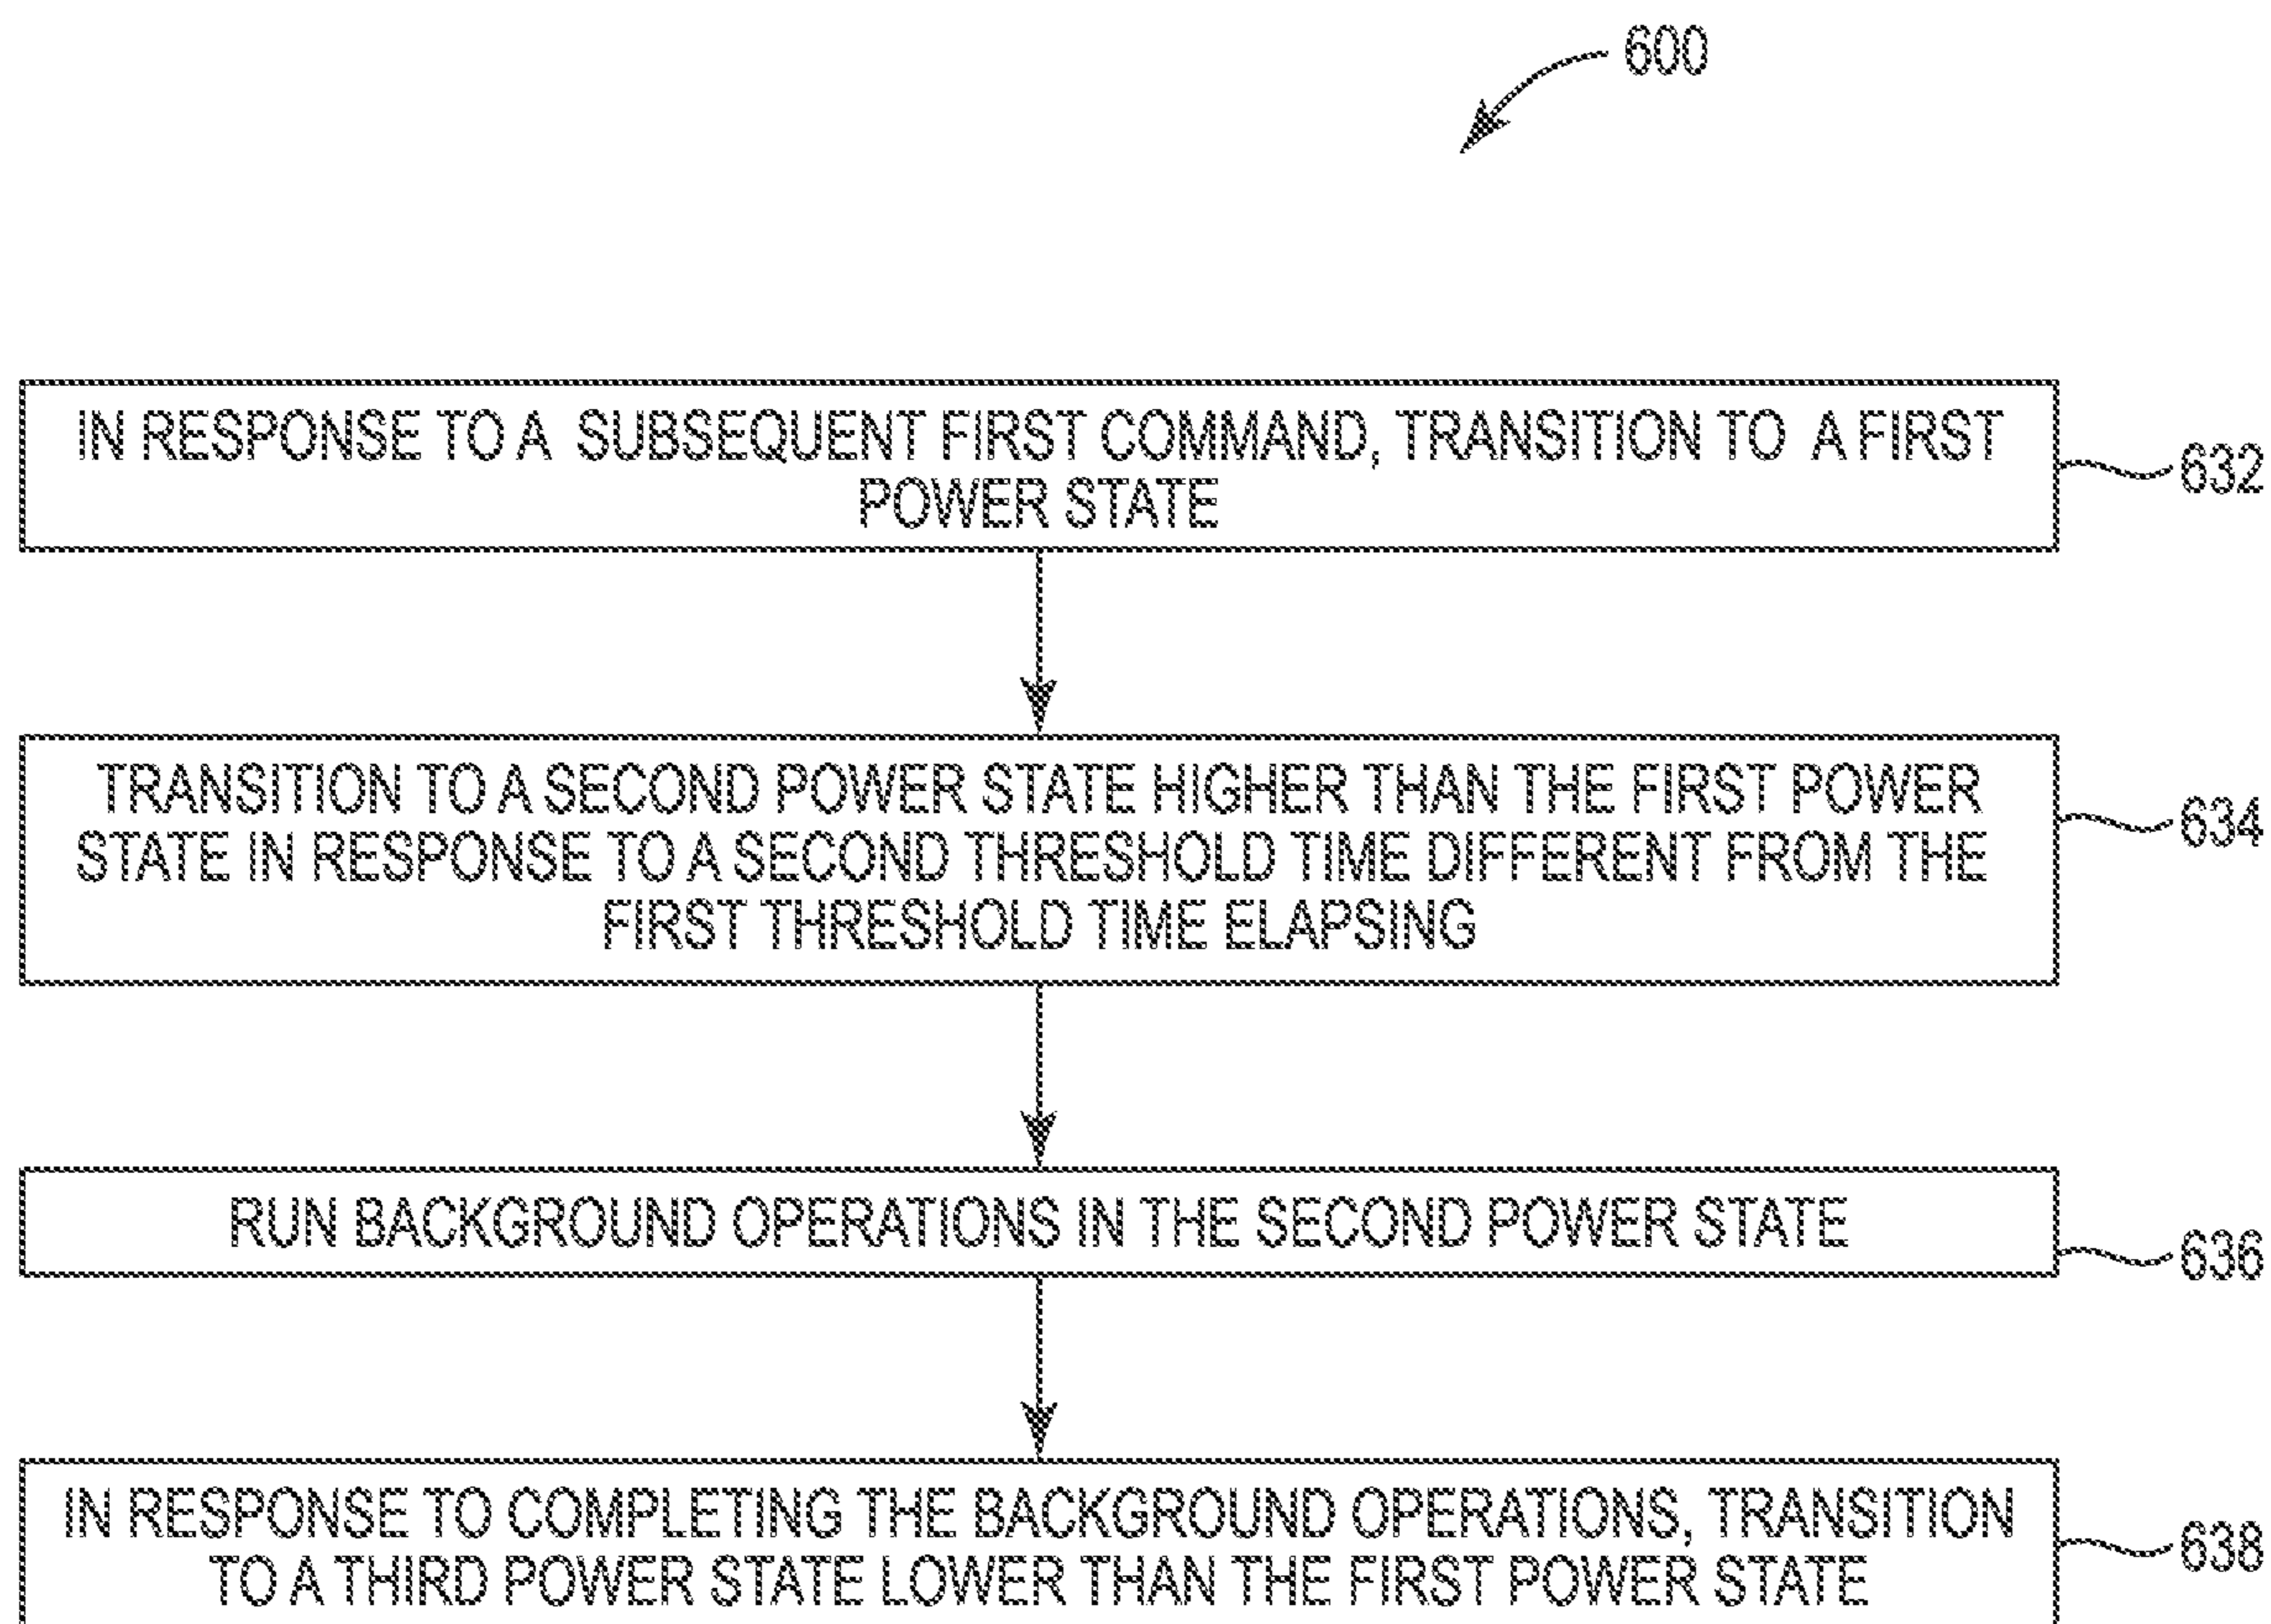 600
IN RESPONSE TO A SUBSEQUENT FIRST COMMAND, TRANSITION TO A FIRST
POWER STATE
632
TRANSITION TO A SECOND POWER STATE HIGHER THAN THE FIRST POWER
STATE IN RESPONSE TO A SECOND THRESHOLD TIME DIFFERENT FROM THE
FIRST THRESHOLD TIME ELAPSING
634
RUN BACKGROUND OPERATIONS IN THE SECOND POWER STATE
636
IN RESPONSE TO COMPLETING THE BACKGROUND OPERATIONS, TRANSITION
TO A THIRD POWER STATE LOWER THAN THE FIRST POWER STATE
638